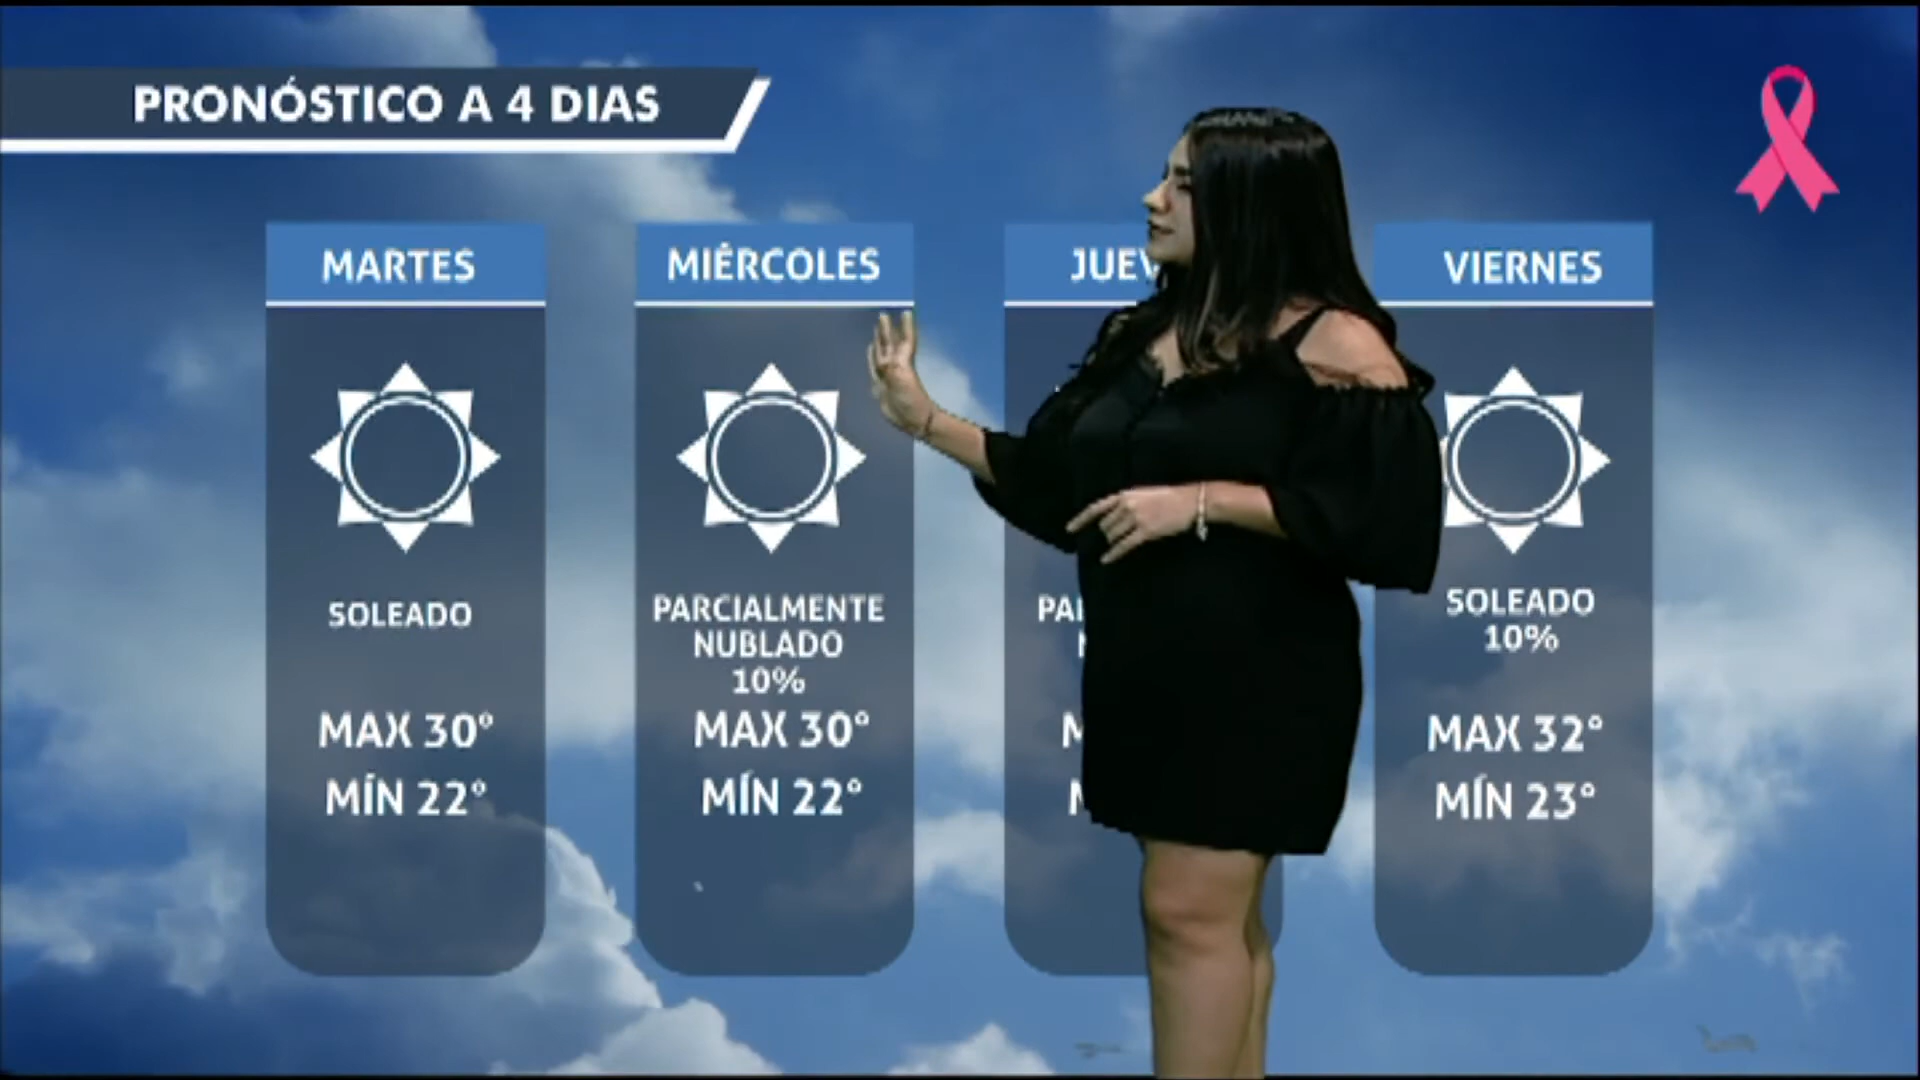 PRONÓSTICO A 4 DIAS
MARTES
SOLEADO
MAX 30°
MÍN 22°
MIÉRCOLES
PARCIALMENTE
NUBLADO
10%
MAX 30°
MÍN 22°
VIERNES
SOLEADO
10%
MAX 32°
MÍN 23°